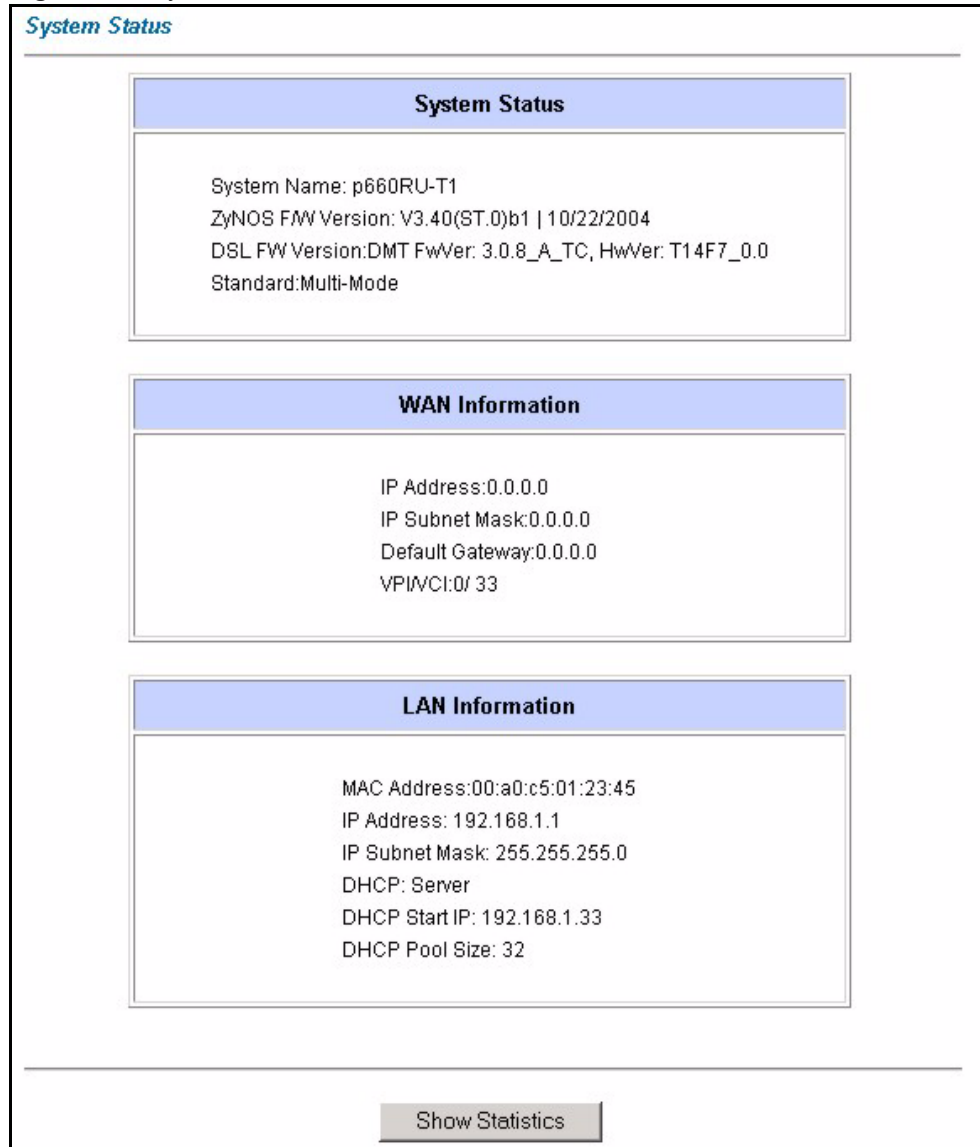 System Status
System Status
System Name: p660RU-T1
ZyNOS F/W Version: V3.40(ST.0)b1 | 10/22/2004
DSL FW Version:DMT FwVer: 3.0.8_A_TC, HwVer: T14F7_0.0
Standard:Multi-Mode
WAN Information
IP Address:0.0.0.0
IP Subnet Mask:0.0.0.0
Default Gateway:0.0.0.0
VPI/VCI:0/ 33
LAN Information
MAC Address:00:a0:c5:01:23:45
IP Address: 192.168.1.1
IP Subnet Mask: 255.255.255.0
DHCP: Server
DHCP Start IP: 192.168.1.33
DHCP Pool Size: 32
Show Statistics